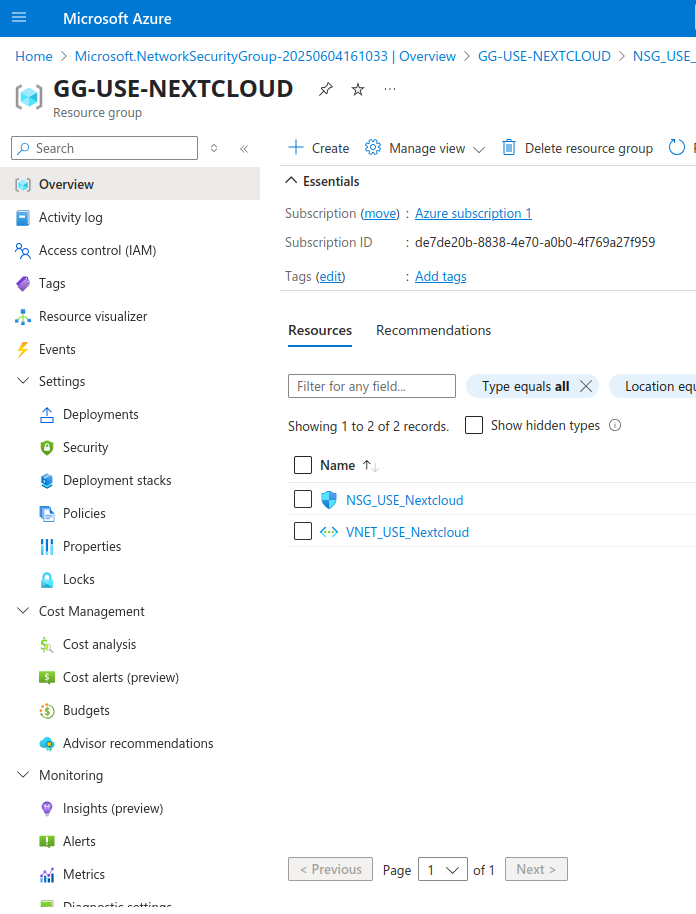 Microsoft Azure
Home > Microsoft.NetworkSecurityGroup-20250604161033 | Overview > GG-USE-NEXTCLOUD > NSG_USE_
GG-USE-NEXTCLOUD
Resource group
Search
Create Manage view Delete resource group
Overview
Activity log
Access control (IAM)
Tags
Resource visualizer
Events
Settings
Deployments
Security
Deployment stacks
Policies
Properties
Locks
Cost Management
Cost analysis
Cost alerts (preview)
Budgets
Advisor recommendations
Monitoring
Insights (preview)
Alerts
Metrics
Diagnostic settings
Essentials
Subscription (move) : Azure subscription 1
Subscription ID : de7de20b-8838-4e70-a0b0-4f769a27f959
Tags (edit) : Add tags
Resources Recommendations
Filter for any field... Type equals all Location equ
Showing 1 to 2 of 2 records. Show hidden types
Name ↑↓
NSG_USE_Nextcloud
VNET_USE_Nextcloud
< Previous Page 1 of 1 Next >